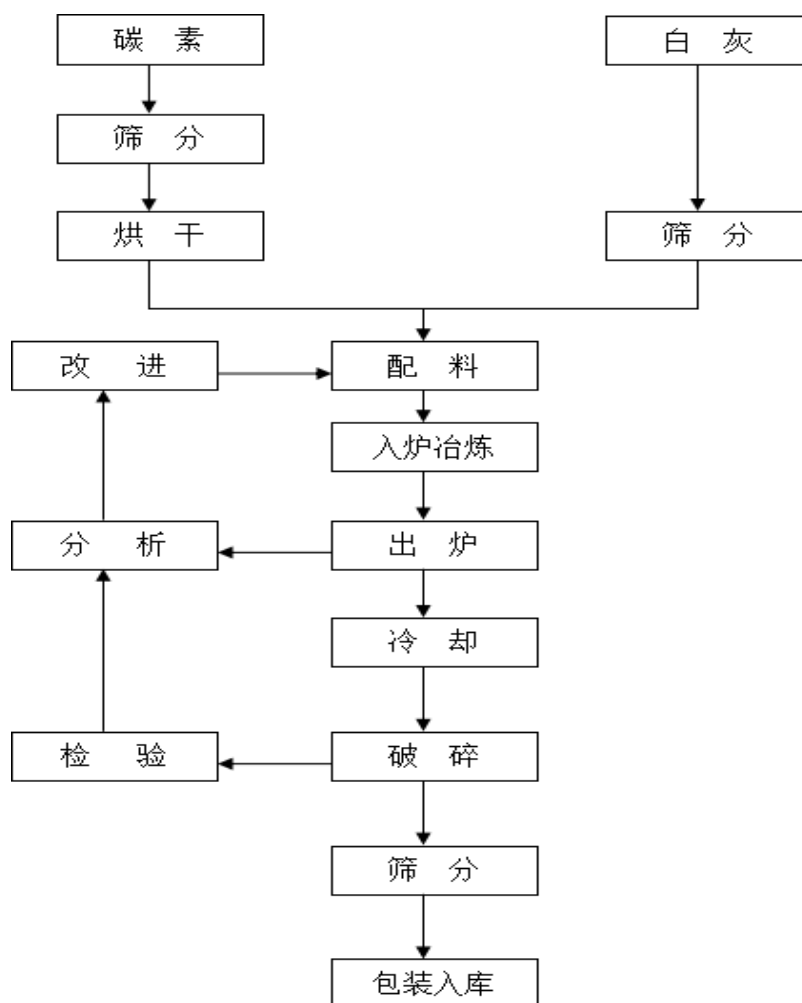 碳 素
白 灰
筛 分
烘 干
筛 分
改 进
配 料
入炉冶炼
分 析
出 炉
冷 却
检 验
破 碎
筛 分
包装入库